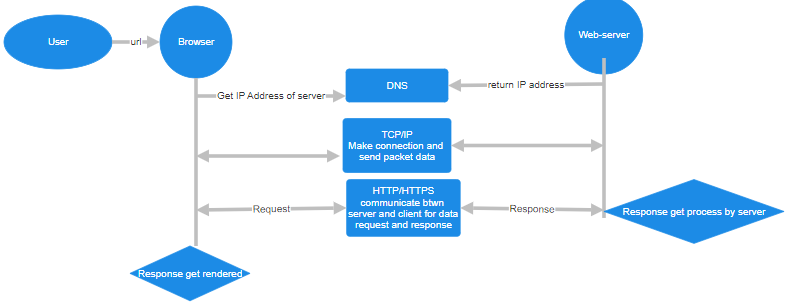 User
url
Browser
Web-server
DNS
return IP address
Get IP Address of server
TCP/IP
Make connection and
send packet data
HTTP/HTTPS
communicate btwn
server and client for data
request and response
Request
Response
Response get process by server
Response get rendered